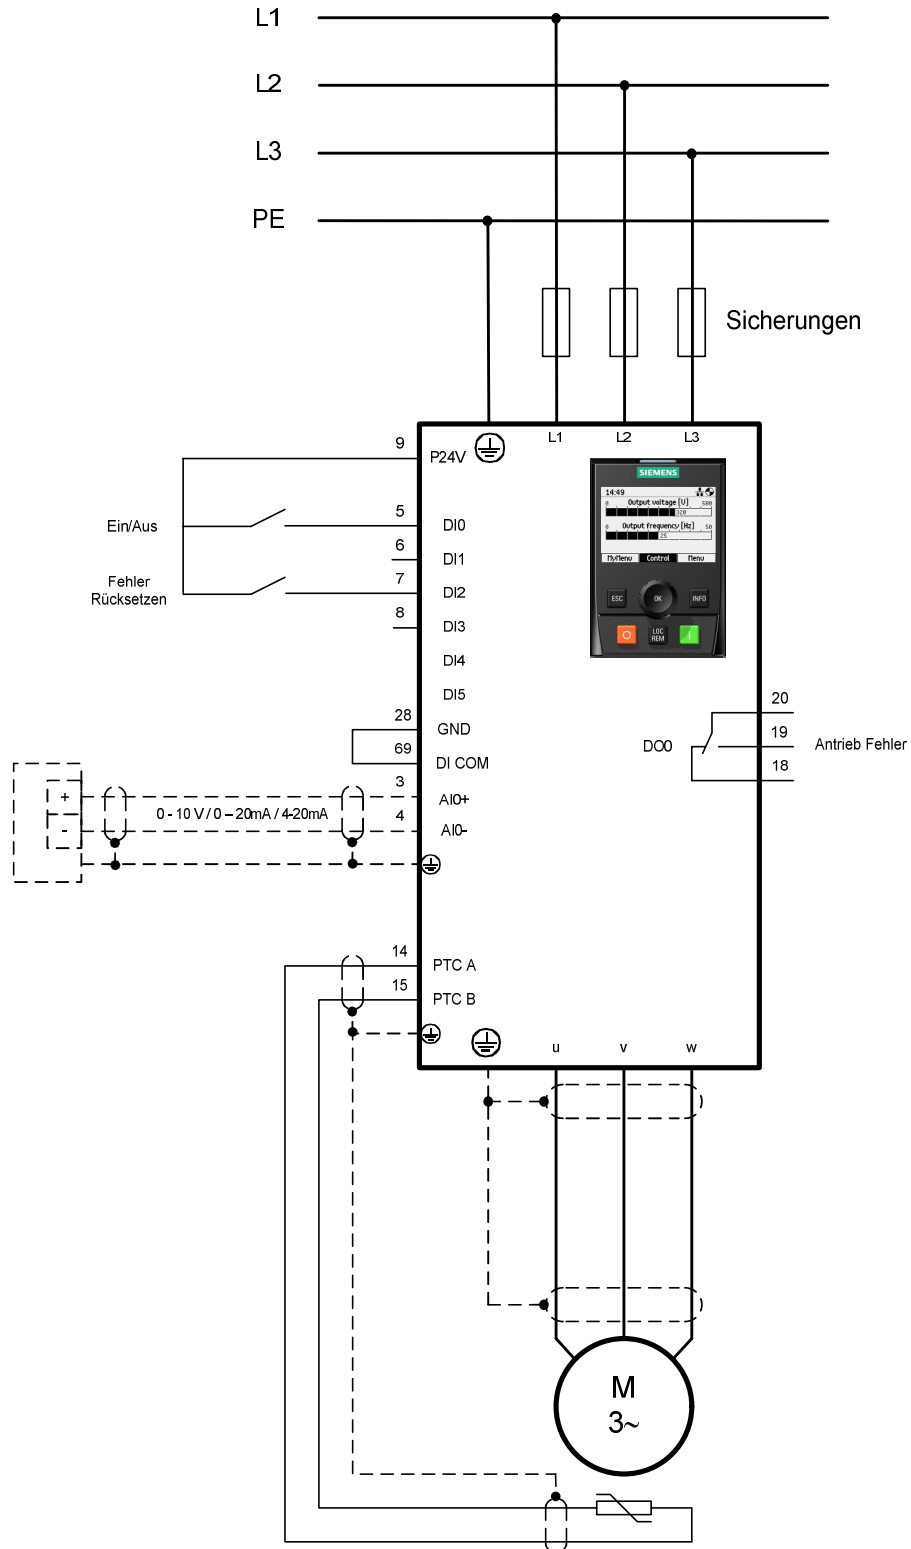 L1
L2
L3
PE
Sicherungen
L1 L2 L3
9 P24V
SIEMENS
14:49
Output voltage [U]
0 500
320
Output frequency [Hz]
0 50
25
MyMenu Control Menu
ESC OK INFO
LOC
REM
Ein/Aus
5 DI0
6 DI1
Fehler
Rücksetzen
7 DI2
8 DI3
DI4
DI5
28 GND
69 DI COM
20
DO0 19 Antrieb Fehler
18
3 AI0+
+
0 - 10 V / 0 – 20mA / 4-20mA
4 AI0-
-
14 PTC A
15 PTC B
u v w
M
3~